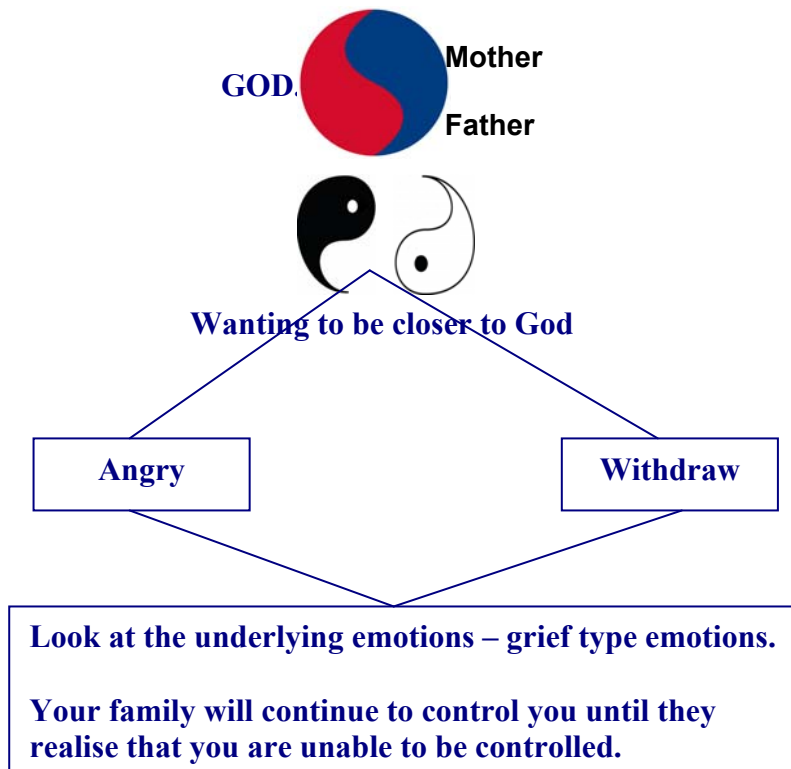 Mother
GOD.
Father
Wanting to be closer to God
Angry
Withdraw
Look at the underlying emotions – grief type emotions.
Your family will continue to control you until they
realise that you are unable to be controlled.